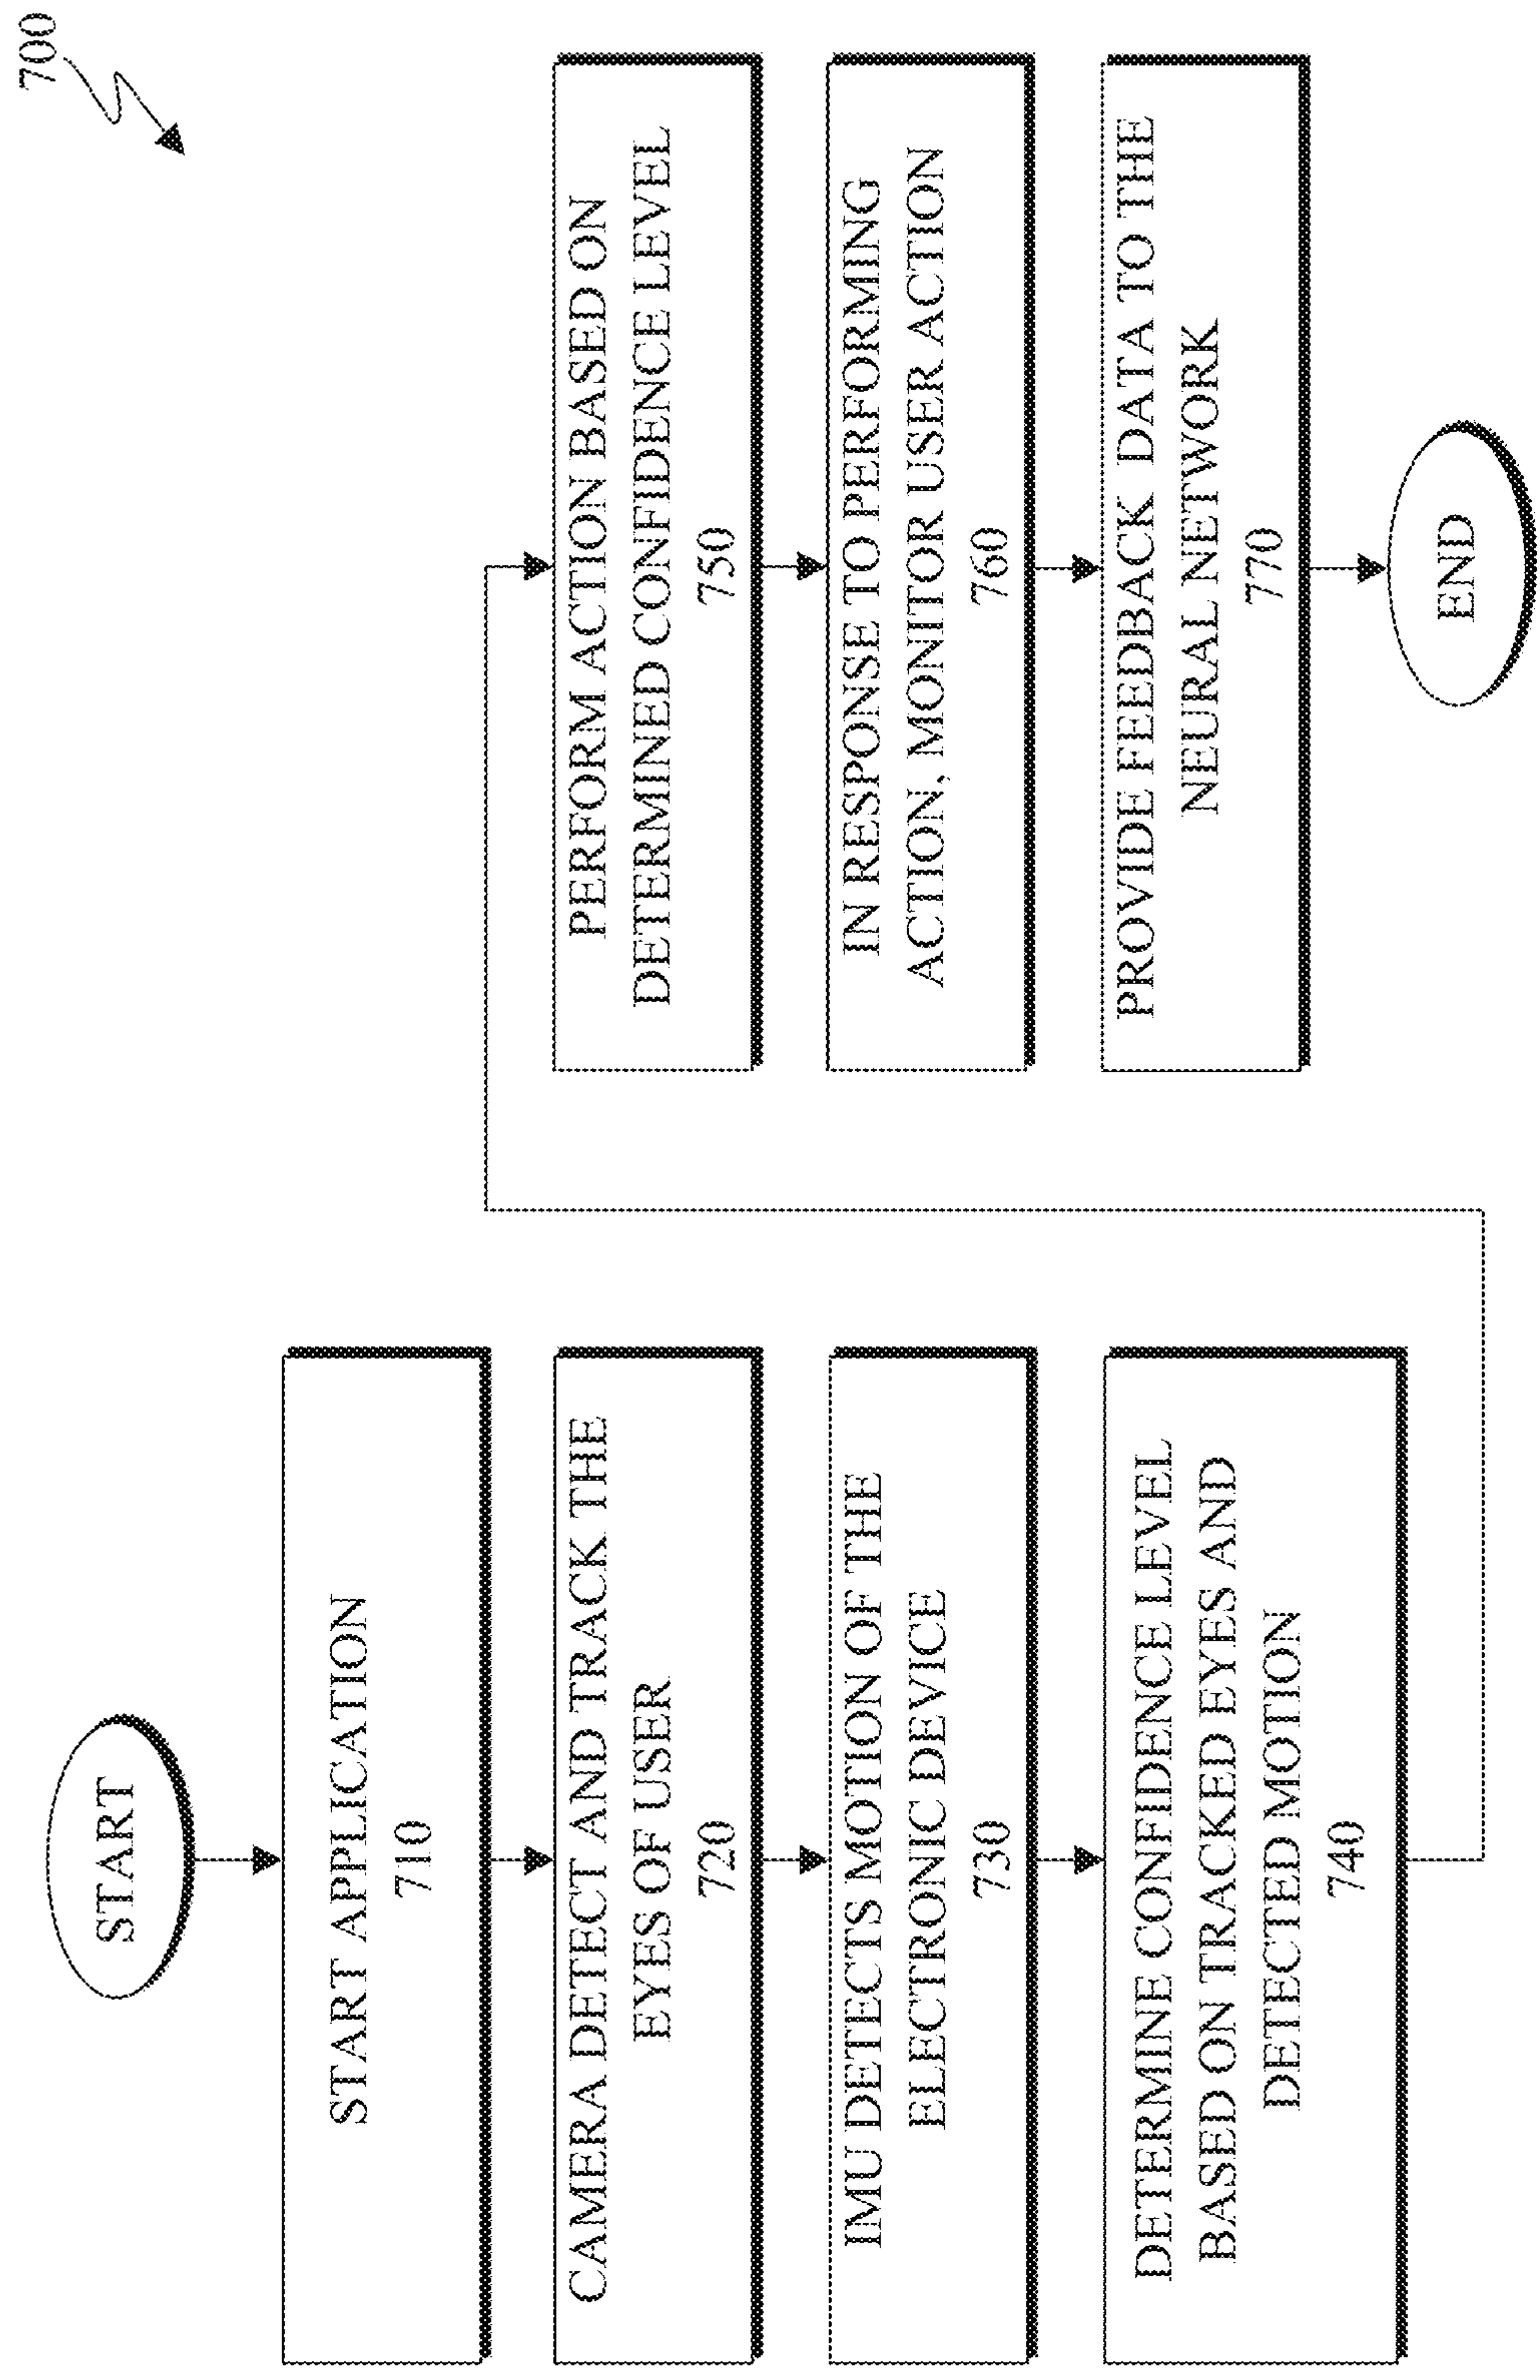 700
START
START APPLICATION
710
CAMERA DETECT AND TRACK THE
EYES OF USER
720
IMU DETECTS MOTION OF THE
ELECTRONIC DEVICE
730
DETERMINE CONFIDENCE LEVEL
BASED ON TRACKED EYES AND
DETECTED MOTION
740
PERFORM ACTION BASED ON
DETERMINED CONFIDENCE LEVEL
750
IN RESPONSE TO PERFORMING
ACTION, MONITOR USER ACTION
760
PROVIDE FEEDBACK DATA TO THE
NEURAL NETWORK
770
END